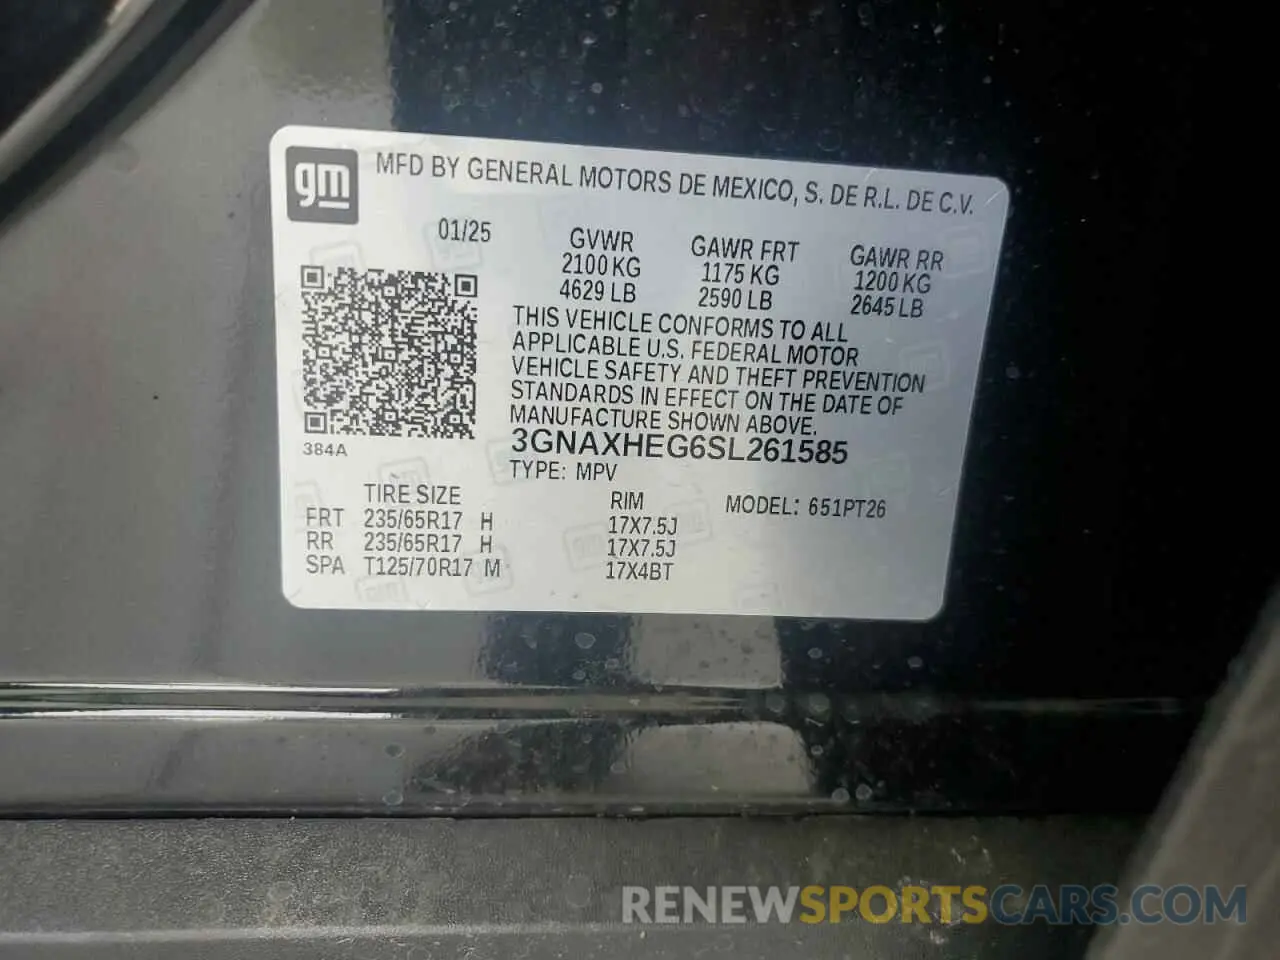 gm
MFD BY GENERAL MOTORS DE MEXICO, S. DE R.L. DE C.V.
01/25
GVWR GAWR FRT GAWR RR
2100 KG 1175 KG 1200 KG
4629 LB 2590 LB 2645 LB
THIS VEHICLE CONFORMS TO ALL
APPLICABLE U.S. FEDERAL MOTOR
VEHICLE SAFETY AND THEFT PREVENTION
STANDARDS IN EFFECT ON THE DATE OF
MANUFACTURE SHOWN ABOVE.
384A
3GNAXHEG6SL261585
TYPE: MPV
TIRE SIZE RIM MODEL: 651PT26
FRT 235/65R17 H 17X7.5J
RR 235/65R17 H 17X7.5J
SPA T125/70R17 M 17X4BT
RENEWSPORTSCARS.COM